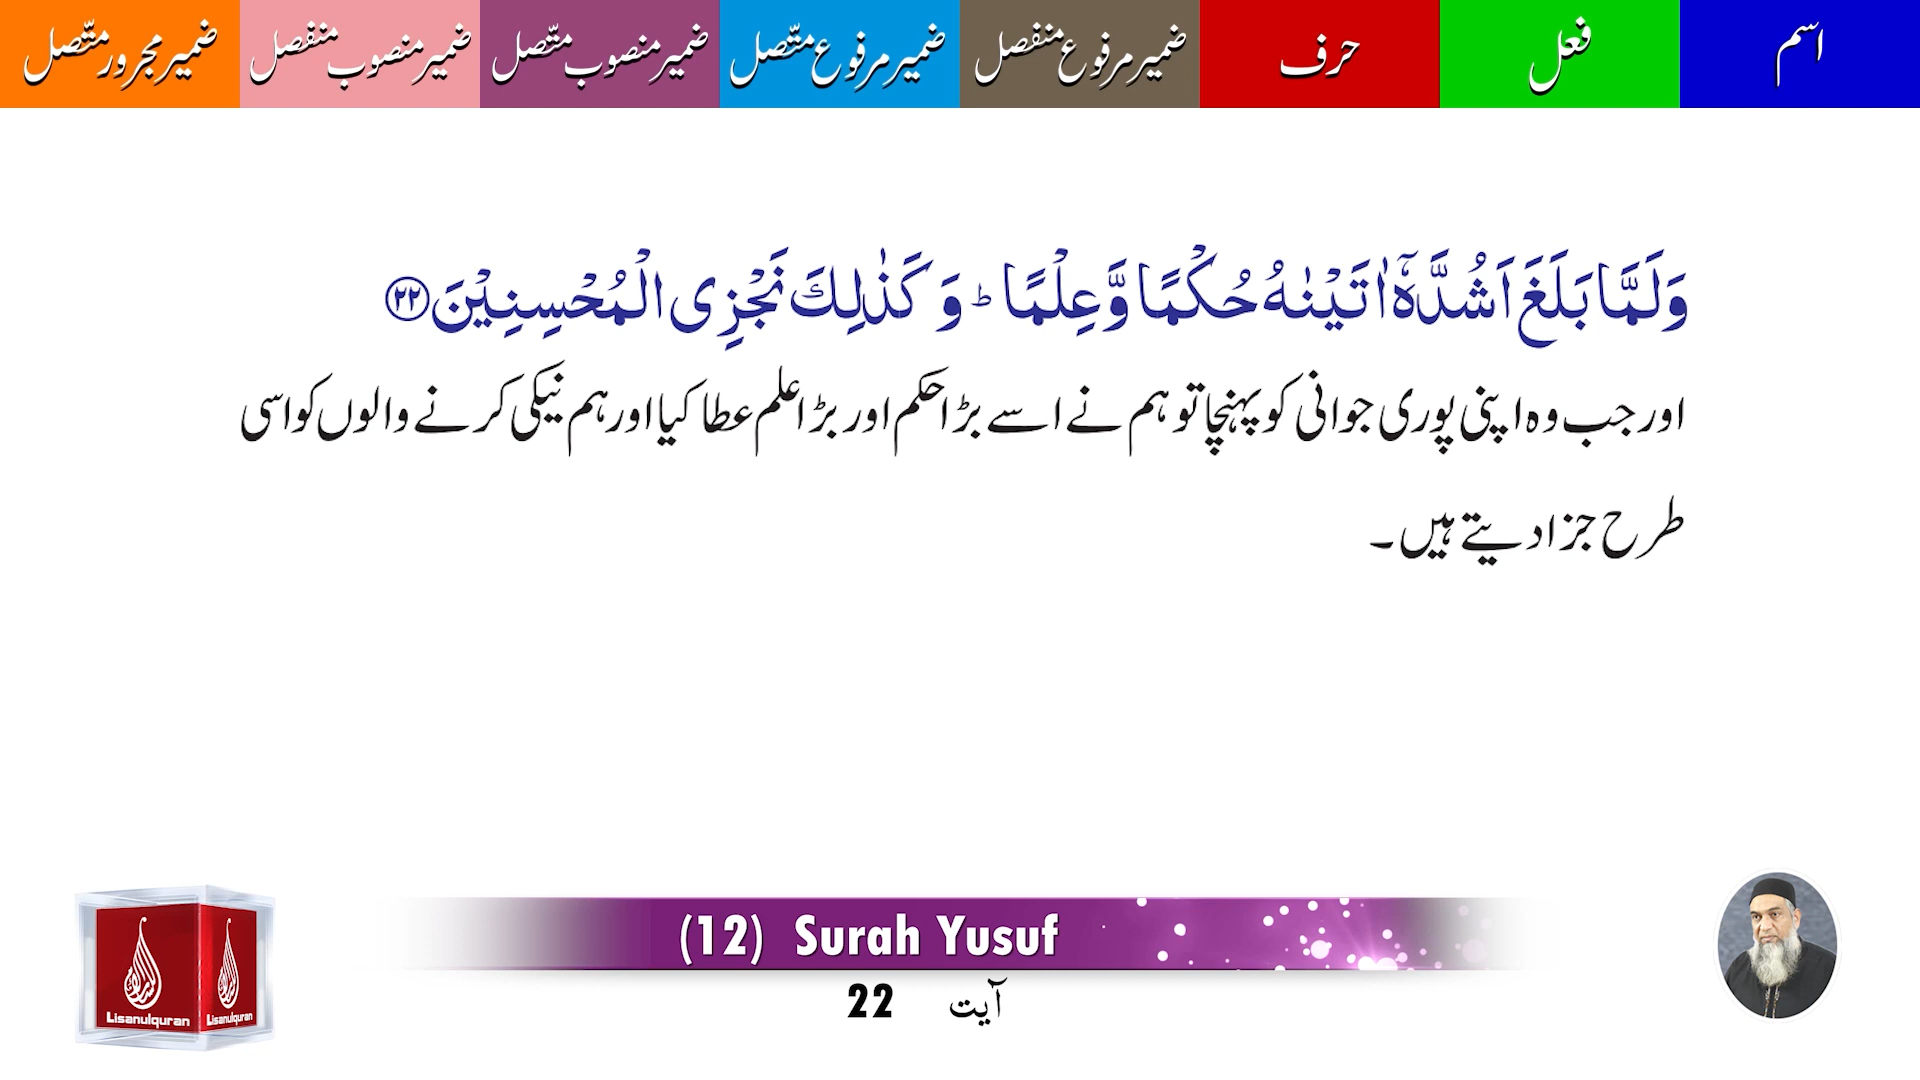 اسم فعل حرف ضمیر مرفوع منفصل ضمیر مرفوع متّصل ضمیر منصوب متّصل ضمیر منصوب منفصل ضمیر مجرور متّصل
وَلَمَّا بَلَغَ اَشُدَّهٗۤ اٰتَيْنٰهُ حُكْمًا وَّعِلْمًا ؕ وَ كَذٰلِكَ نَجْزِى الْمُحْسِنِيْنَ ﴿٢٢﴾
اور جب وہ اپنی پوری جوانی کو پہنچا تو ہم نے اسے بڑا حکم اور بڑا علم عطا کیا اور ہم نیکی کرنے والوں کو اسی
طرح جزا دیتے ہیں۔
(12) Surah Yusuf
آیت 22
Lisanulquran Lisanulquran